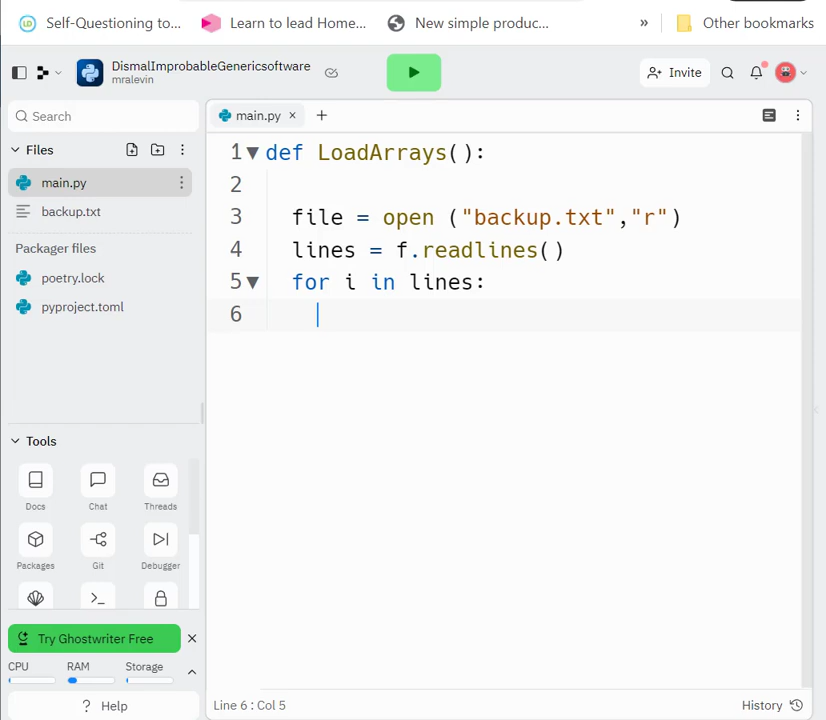 Self-Questioning to...
Learn to lead Home...
New simple produc...
»
Other bookmarks
DismalImprobableGenericsoftware
mralevin
Invite
Search
main.py
Files
main.py
backup.txt
Packager files
poetry.lock
pyproject.toml
1 def LoadArrays():
2
3 file = open ("backup.txt","r")
4 lines = f.readlines()
5 for i in lines:
6
Tools
Docs Chat Threads
Packages Git Debugger
Try Ghostwriter Free
CPU RAM Storage
? Help
Line 6 : Col 5
History